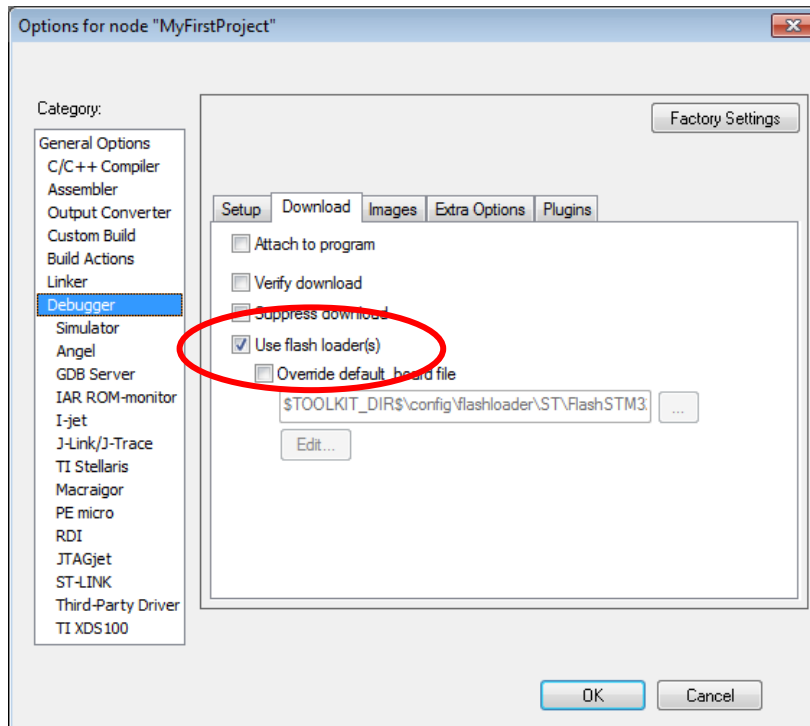 Options for node "MyFirstProject"
Category:
Factory Settings
General Options
C/C++ Compiler
Assembler
Output Converter
Custom Build
Build Actions
Linker
Debugger
Simulator
Angel
GDB Server
IAR ROM-monitor
I-jet
J-Link/J-Trace
TI Stellaris
Macraigor
PE micro
RDI
JTAGjet
ST-LINK
Third-Party Driver
TI XDS100
Setup Download Images Extra Options Plugins
Attach to program
Verify download
Suppress download
Use flash loader(s)
Override default .board file
$TOOLKIT_DIR$\config\flashloader\ST\FlashSTM3
...
Edit...
OK Cancel